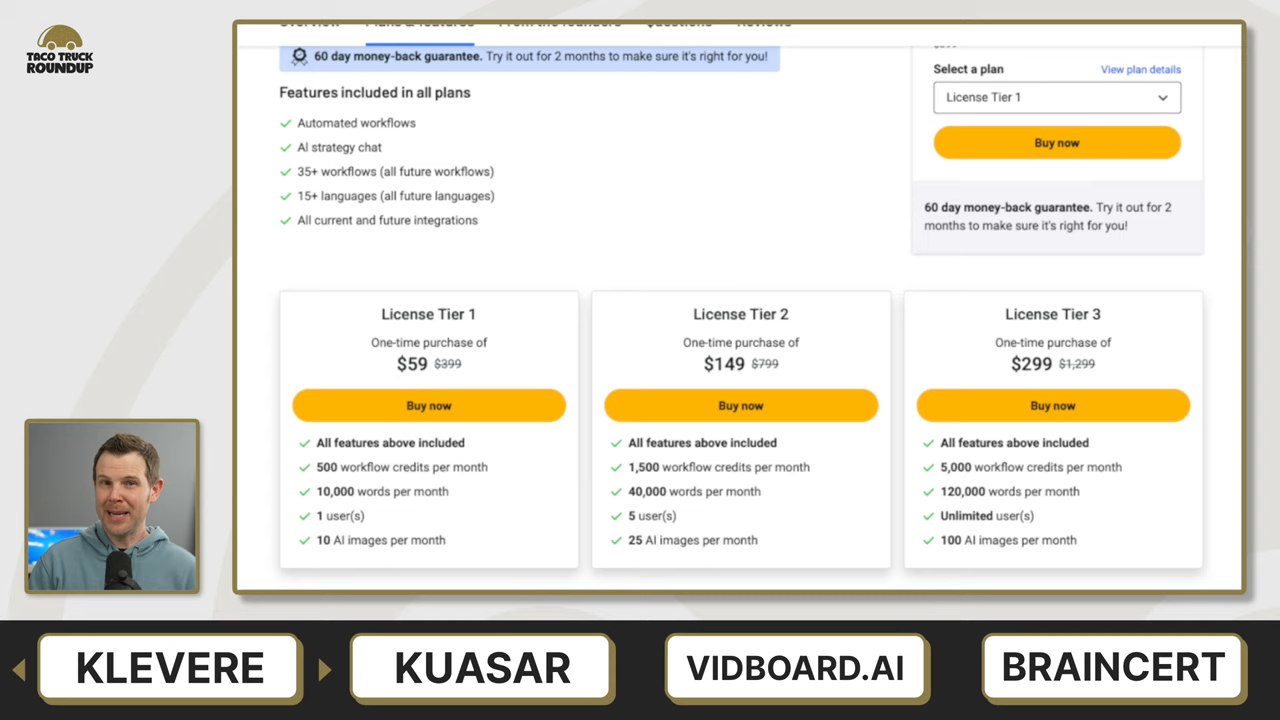 TACO TRUCK
ROUNDUP
60 day money-back guarantee. Try it out for 2 months to make sure it's right for you!
Features included in all plans
Automated workflows
AI strategy chat
35+ workflows (all future workflows)
15+ languages (all future languages)
All current and future integrations
Select a plan
View plan details
License Tier 1
Buy now
60 day money-back guarantee. Try it out for 2
months to make sure it's right for you!
License Tier 1
One-time purchase of
$59 $399
Buy now
All features above included
500 workflow credits per month
10,000 words per month
1 user(s)
10 AI images per month
License Tier 2
One-time purchase of
$149 $799
Buy now
All features above included
1,500 workflow credits per month
40,000 words per month
5 user(s)
25 AI images per month
License Tier 3
One-time purchase of
$299 $1,299
Buy now
All features above included
5,000 workflow credits per month
120,000 words per month
Unlimited user(s)
100 AI images per month
KLEVERE
KUASAR
VIDBOARD.AI
BRAINCERT